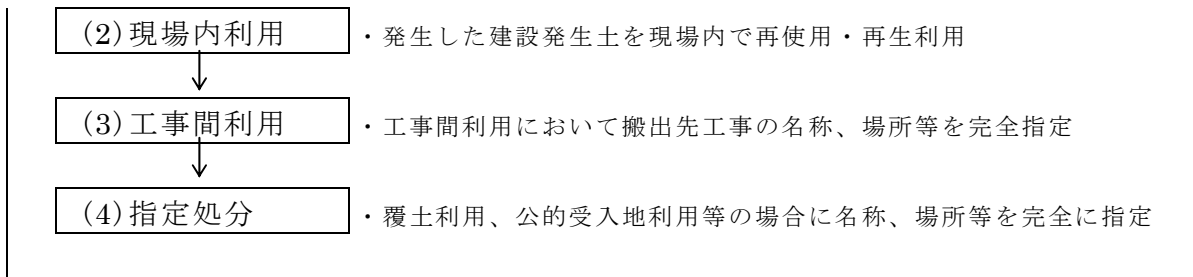 (2)現場内利用 ・発生した建設発生土を現場内で再使用・再生利用
(3)工事間利用 ・工事間利用において搬出先工事の名称、場所等を完全指定
(4)指定処分 ・覆土利用、公的受入地利用等の場合に名称、場所等を完全に指定